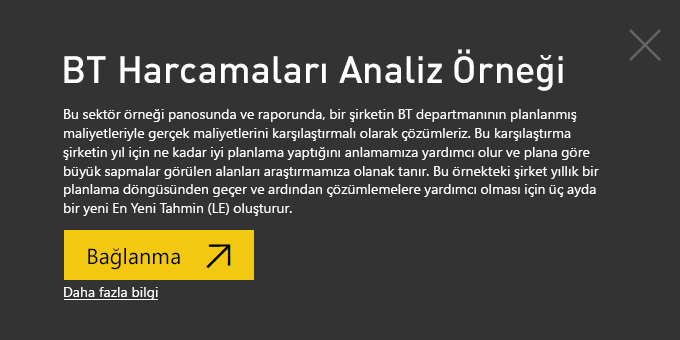 BT Harcamaları Analiz Örneği
Bu sektör örneği panosunda ve raporunda, bir şirketin BT departmanının planlanmış
maliyetleriyle gerçek maliyetlerini karşılaştırmalı olarak çözümleriz. Bu karşılaştırma
şirketin yıl için ne kadar iyi planlama yaptığını anlamamıza yardımcı olur ve plana göre
büyük sapmalar görülen alanları araştırmamıza olanak tanır. Bu örnekteki şirket yıllık bir
planlama döngüsünden geçer ve ardından çözümlemelere yardımcı olması için üç ayda
bir yeni En Yeni Tahmin (LE) oluşturur.
Bağlanma
Daha fazla bilgi